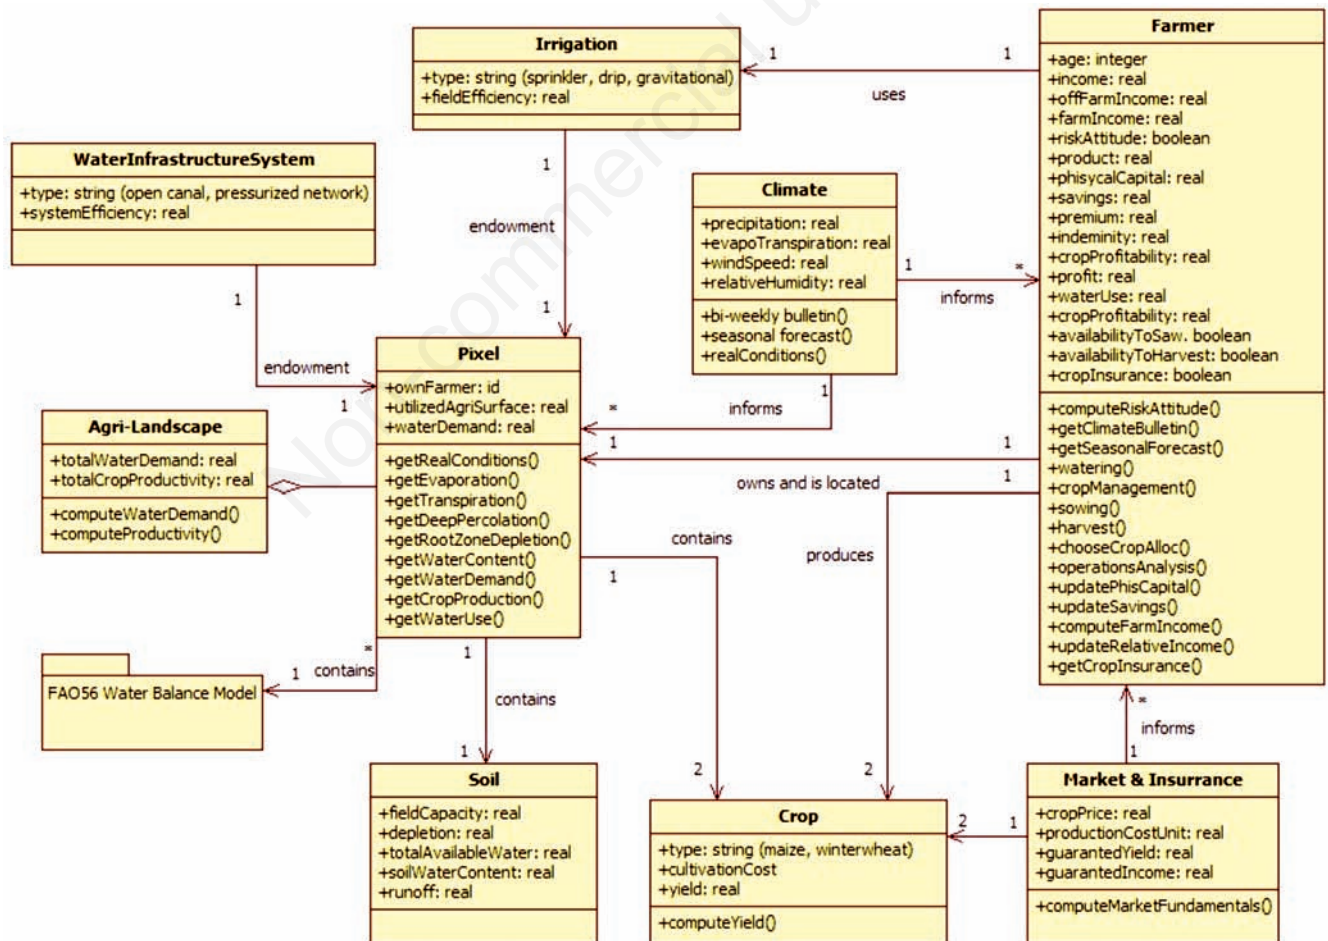 Irrigation
+type: string (sprinkler, drip, gravitational)
+fieldEfficiency: real
1
1
uses
Farmer
+age: integer
+income: real
+offFarmIncome: real
+farmIncome: real
+riskAttitude: boolean
+product: real
+phisycalCapital: real
+savings: real
+premium: real
+indeminity: real
+cropProfitability: real
+profit: real
+waterUse: real
+cropProfitability: real
+availabilityToSaw. boolean
+availabilityToHarvest: boolean
+cropInsurance: boolean
+computeRiskAttitude()
+getClimateBulletin()
+getSeasonalForecast()
+watering()
+cropManagement()
+sowing()
+harvest()
+chooseCropAlloc()
+operationsAnalysis()
+updatePhisCapital()
+updateSavings()
+computeFarmIncome()
+updateRelativeIncome()
+getCropInsurance()
WaterInfrastructureSystem
+type: string (open canal, pressurized network)
+systemEfficiency: real
1
endowment
1
1
endowment
1
Climate
+precipitation: real
+evapoTranspiration: real
+windSpeed: real
+relativeHumidity: real
+bi-weekly bulletin()
+seasonal forecast()
+realConditions()
1
*
informs
1
*
informs
Pixel
+ownFarmer: id
+utilizedAgriSurface: real
+waterDemand: real
+getRealConditions()
+getEvaporation()
+getTranspiration()
+getDeepPercolation()
+getRootZoneDepletion()
+getWaterContent()
+getWaterDemand()
+getCropProduction()
+getWaterUse()
Agri-Landscape
+totalWaterDemand: real
+totalCropProductivity: real
+computeWaterDemand()
+computeProductivity()
1
1
owns and is located
1
produces
2
contains
1
2
*
1
contains
FAO56 Water Balance Model
1
contains
1
Soil
+fieldCapacity: real
+depletion: real
+totalAvailableWater: real
+soilWaterContent: real
+runoff: real
Crop
+type: string (maize, winterwheat)
+cultivationCost
+yield: real
+computeYield()
2
1
*
informs
1
Market & Insurrance
+cropPrice: real
+productionCostUnit: real
+guarantedYield: real
+guarantedIncome: real
+computeMarketFundamentals()
Non-commercial u